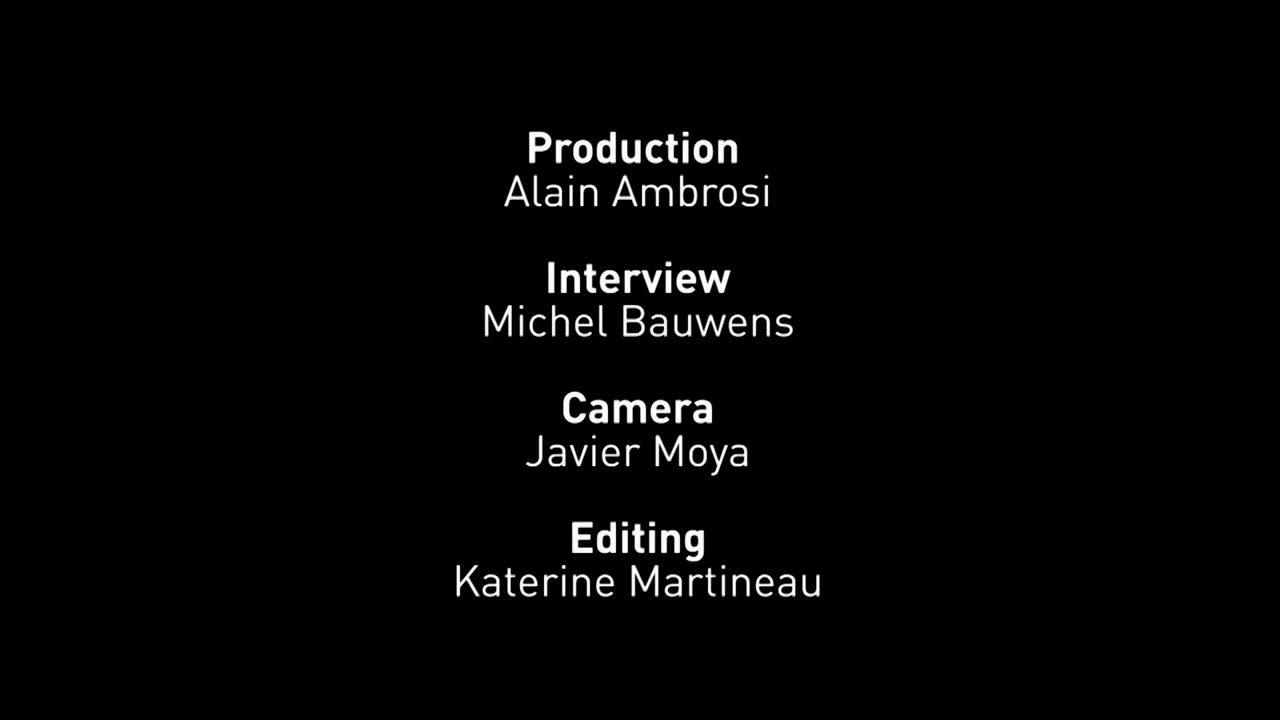 Production
Alain Ambrosi
Interview
Michel Bauwens
Camera
Javier Moya
Editing
Katerine Martineau